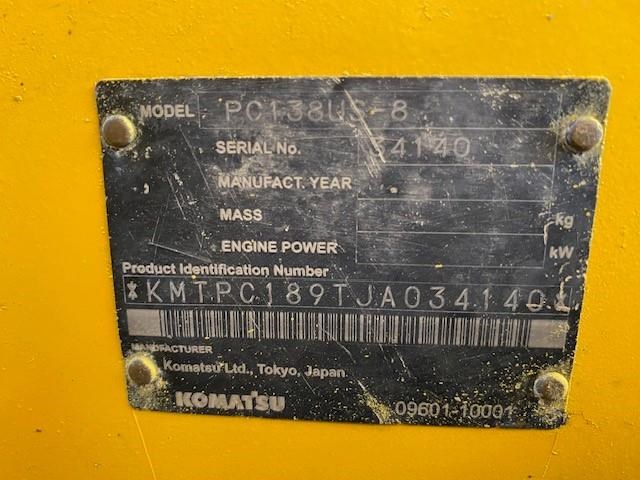 MODEL PC138US-8
SERIAL No. 34140
MANUFACT. YEAR
MASS kg
ENGINE POWER kW
Product Identification Number
*KMTPC189TJA034140*
MANUFACTURER
Komatsu Ltd., Tokyo, Japan
KOMATSU 09601-10001